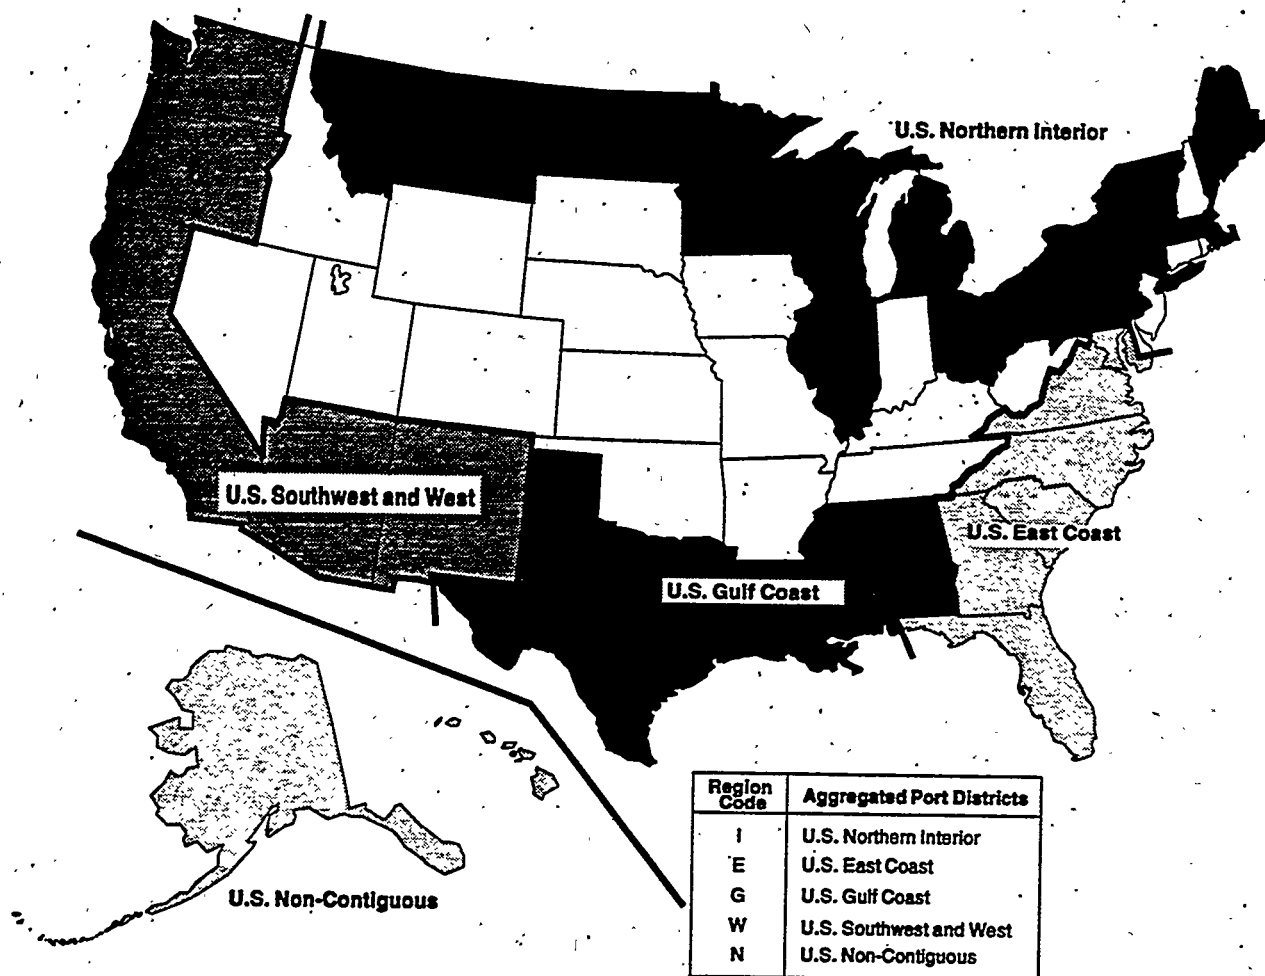 U.S. Northern Interior
U.S. Southwest and West
U.S. East Coast
U.S. Gulf Coast
U.S. Non-Contiguous
Region Code Aggregated Port Districts
I U.S. Northern Interior
E U.S. East Coast
G U.S. Gulf Coast
W U.S. Southwest and West
N U.S. Non-Contiguous